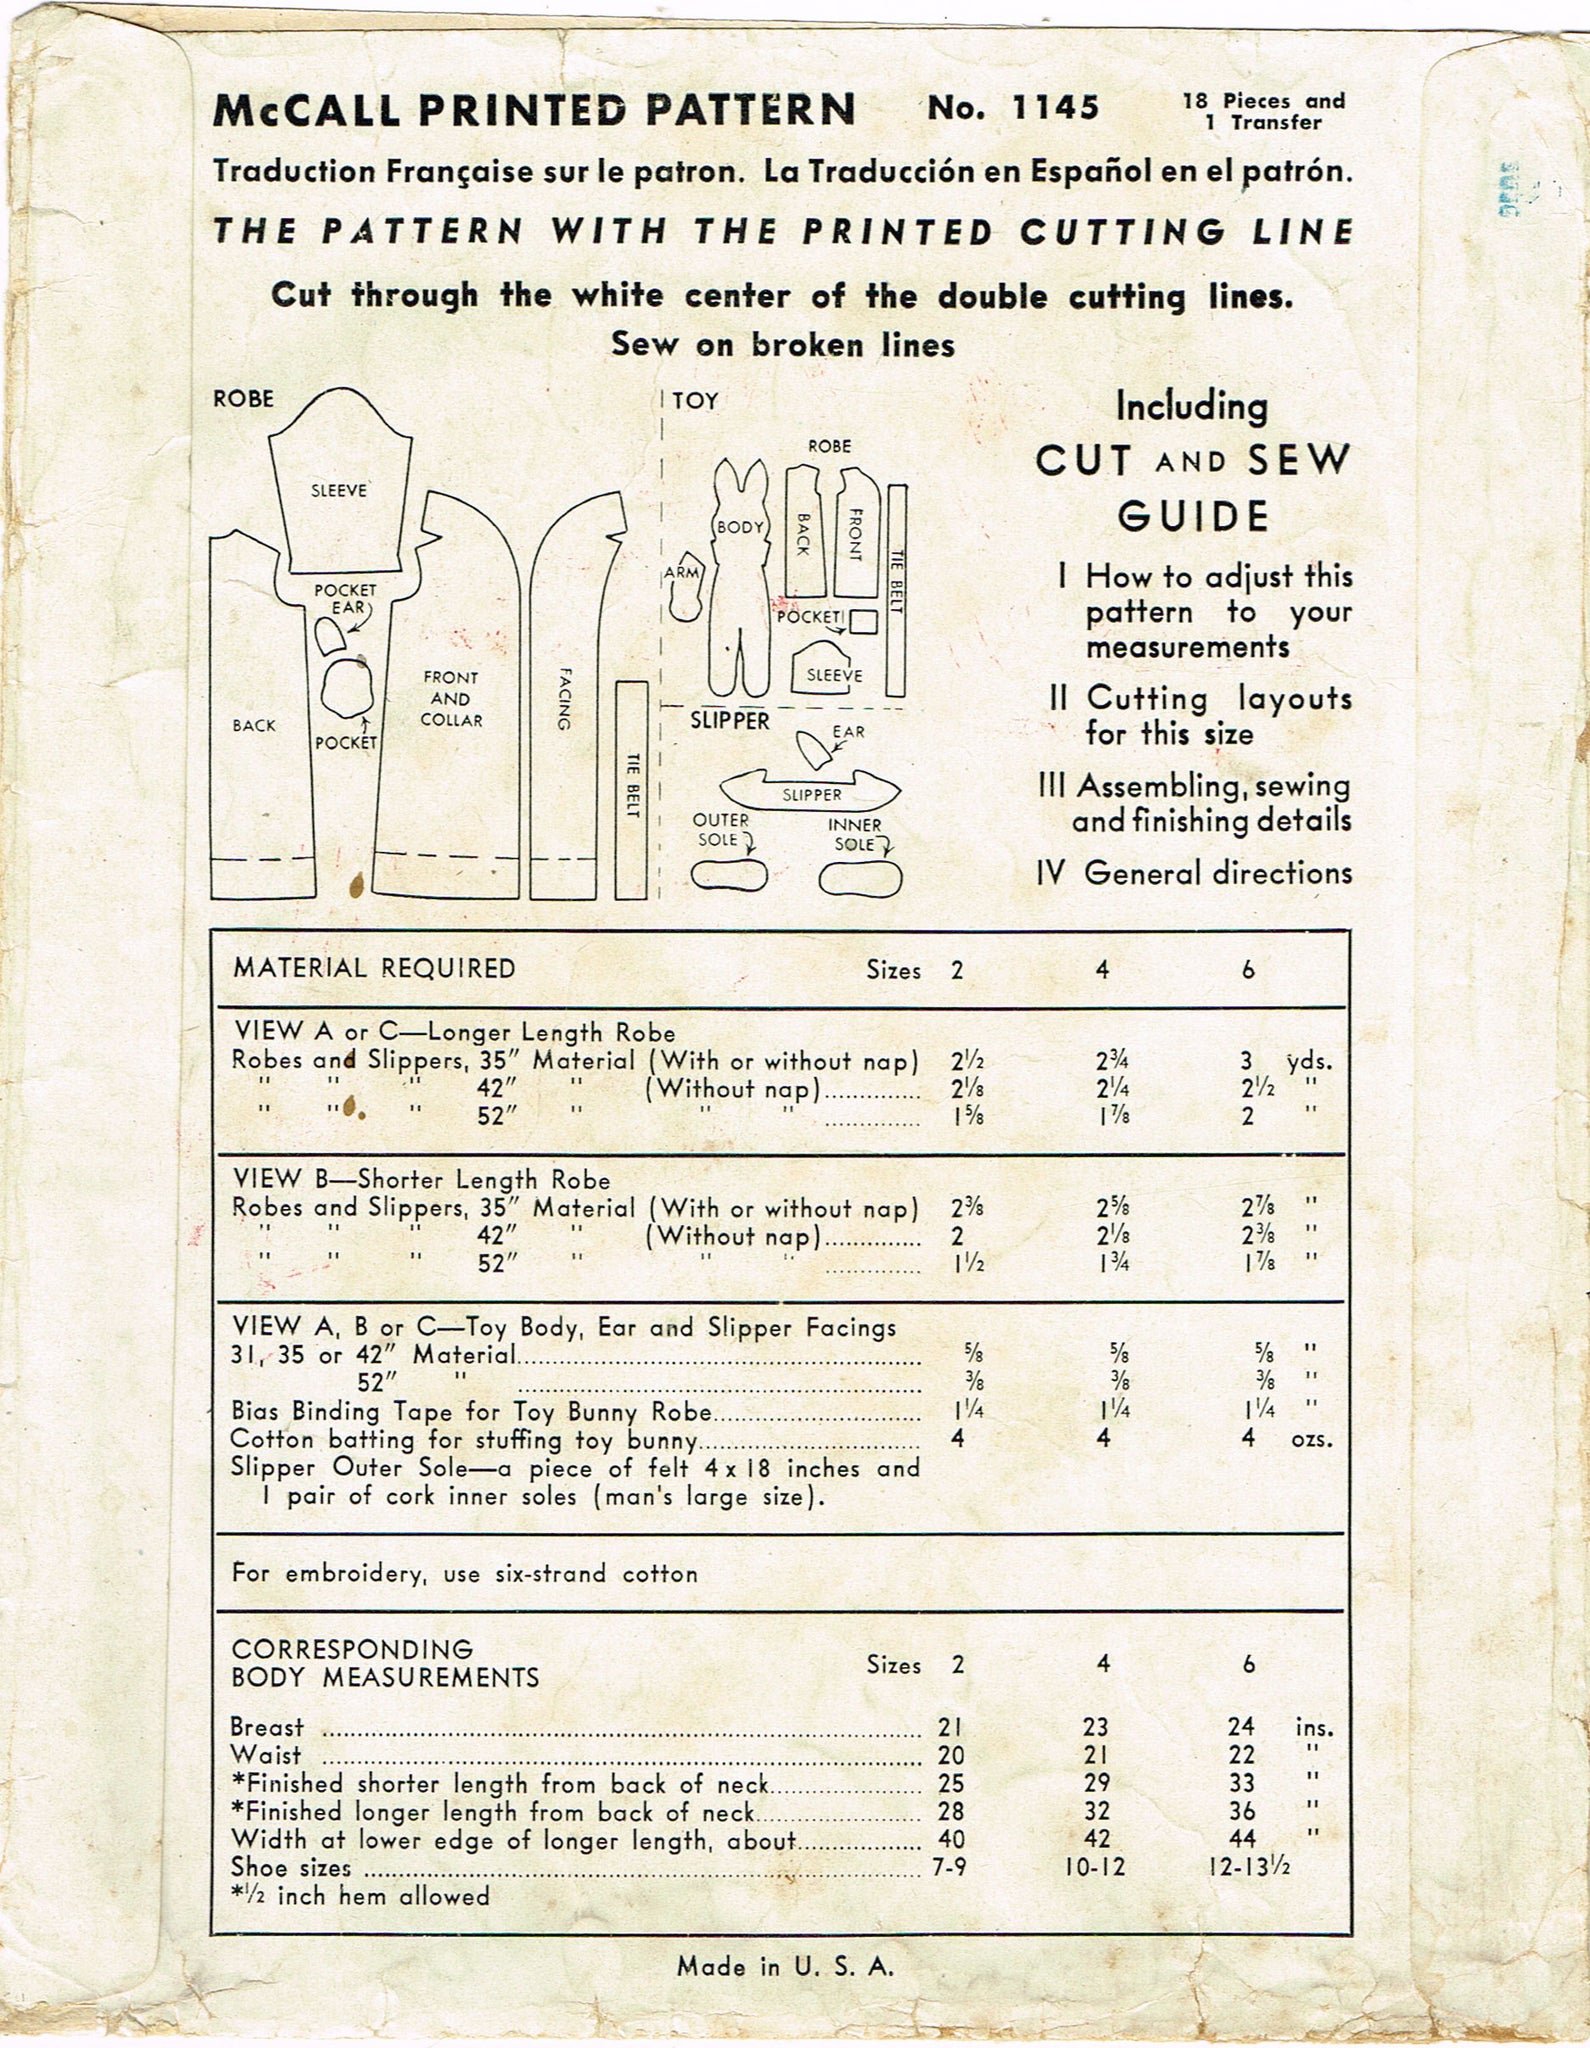 McCALL PRINTED PATTERN No. 1145 18 Pieces and
1 Transfer
Traduction Française sur le patron. La Traducción en Español en el patrón.
THE PATTERN WITH THE PRINTED CUTTING LINE
Cut through the white center of the double cutting lines.
Sew on broken lines
ROBE
SLEEVE
POCKET
EAR
BACK
POCKET
FRONT
AND
COLLAR
FACING
TIE BELT
TOY
ROBE
BODY
BACK
FRONT
TIE BELT
ARM
POCKET
SLEEVE
SLIPPER
EAR
SLIPPER
OUTER
SOLE
INNER
SOLE
Including
CUT AND SEW
GUIDE
I How to adjust this
pattern to your
measurements
II Cutting layouts
for this size
III Assembling, sewing
and finishing details
IV General directions
MATERIAL REQUIRED Sizes 2 4 6
VIEW A or C—Longer Length Robe
Robes and Slippers, 35" Material (With or without nap) 2½ 2¾ 3 yds.
" " " 42" " (Without nap).............. 2⅛ 2¼ 2½ "
" " " 52" " " " .............. 1⅝ 1⅞ 2 "
VIEW B—Shorter Length Robe
Robes and Slippers, 35" Material (With or without nap) 2⅜ 2⅝ 2⅞ "
" " " 42" " (Without nap).............. 2 2⅛ 2⅜ "
" " " 52" " " " .............. 1½ 1¾ 1⅞ "
VIEW A, B or C—Toy Body, Ear and Slipper Facings
31, 35 or 42" Material.............. ⅝ ⅝ ⅝ "
52" " .............. ⅜ ⅜ ⅜ "
Bias Binding Tape for Toy Bunny Robe.............. 1¼ 1¼ 1¼ "
Cotton batting for stuffing toy bunny.............. 4 4 4 ozs.
Slipper Outer Sole—a piece of felt 4 x 18 inches and
1 pair of cork inner soles (man's large size).
For embroidery, use six-strand cotton
CORRESPONDING
BODY MEASUREMENTS Sizes 2 4 6
Breast .............. 21 23 24 ins.
Waist .............. 20 21 22 "
*Finished shorter length from back of neck.............. 25 29 33 "
*Finished longer length from back of neck.............. 28 32 36 "
Width at lower edge of longer length, about.............. 40 42 44 "
Shoe sizes .............. 7-9 10-12 12-13½
*½ inch hem allowed
Made in U. S. A.